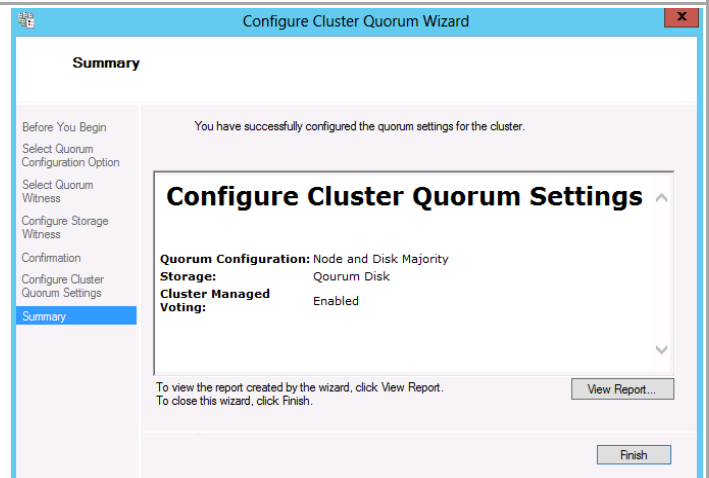 Configure Cluster Quorum Wizard
x
Summary
Before You Begin
Select Quorum
Configuration Option
Select Quorum
Witness
Configure Storage
Witness
Confirmation
Configure Cluster
Quorum Settings
Summary
You have successfully configured the quorum settings for the cluster.
Configure Cluster Quorum Settings
Quorum Configuration: Node and Disk Majority
Storage: Qourum Disk
Cluster Managed
Voting: Enabled
To view the report created by the wizard, click View Report.
To close this wizard, click Finish.
View Report...
Finish